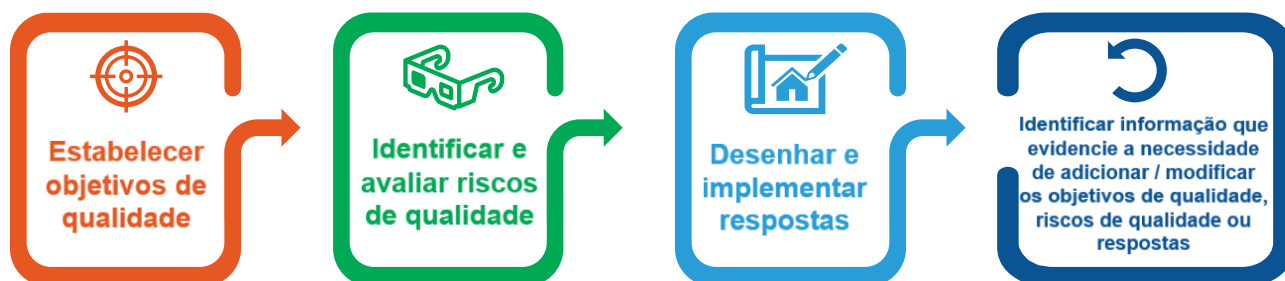 Estabelecer
objetivos de
qualidade
Identificar e
avaliar riscos
de qualidade
Desenhar e
implementar
respostas
Identificar informação que
evidencie a necessidade
de adicionar / modificar
os objetivos de qualidade,
riscos de qualidade ou
respostas